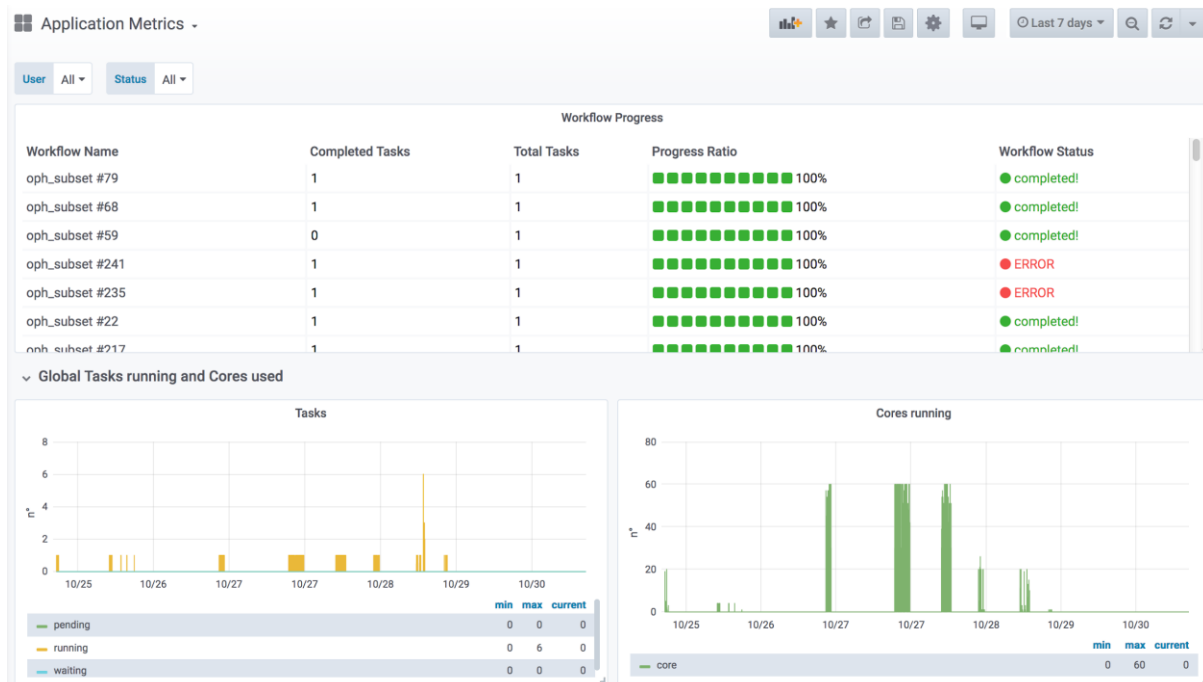 Application Metrics
Last 7 days
User All Status All
Workflow Progress
Workflow Name Completed Tasks Total Tasks Progress Ratio Workflow Status
oph_subset #79 1 1 100% completed!
oph_subset #68 1 1 100% completed!
oph_subset #59 0 1 100% completed!
oph_subset #241 1 1 100% ERROR
oph_subset #235 1 1 100% ERROR
oph_subset #22 1 1 100% completed!
oph_subset #217 1 1 100% completed!
Global Tasks running and Cores used
Tasks
8
6
4
2
0
n°
10/25 10/26 10/27 10/27 10/28 10/29 10/30
min max current
pending 0 0 0
running 0 6 0
waiting 0 0 0
Cores running
80
60
40
20
0
n°
10/25 10/26 10/27 10/27 10/28 10/29 10/30
min max current
core 0 60 0